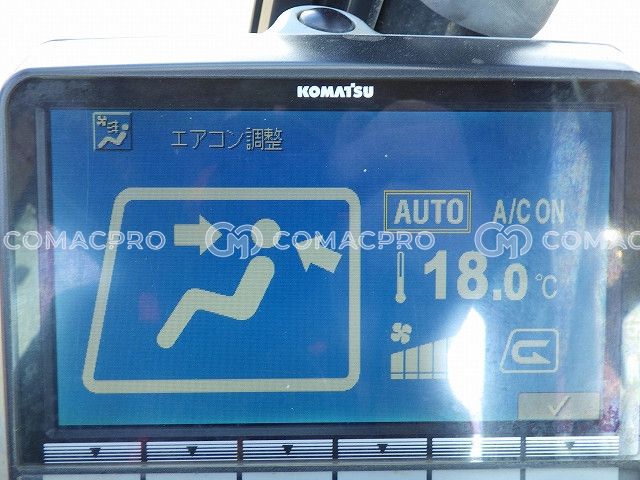 KOMATSU
エアコン調整
AUTO A/C ON
COMACPRO COMACPRO COMACPRO
18.0 ℃